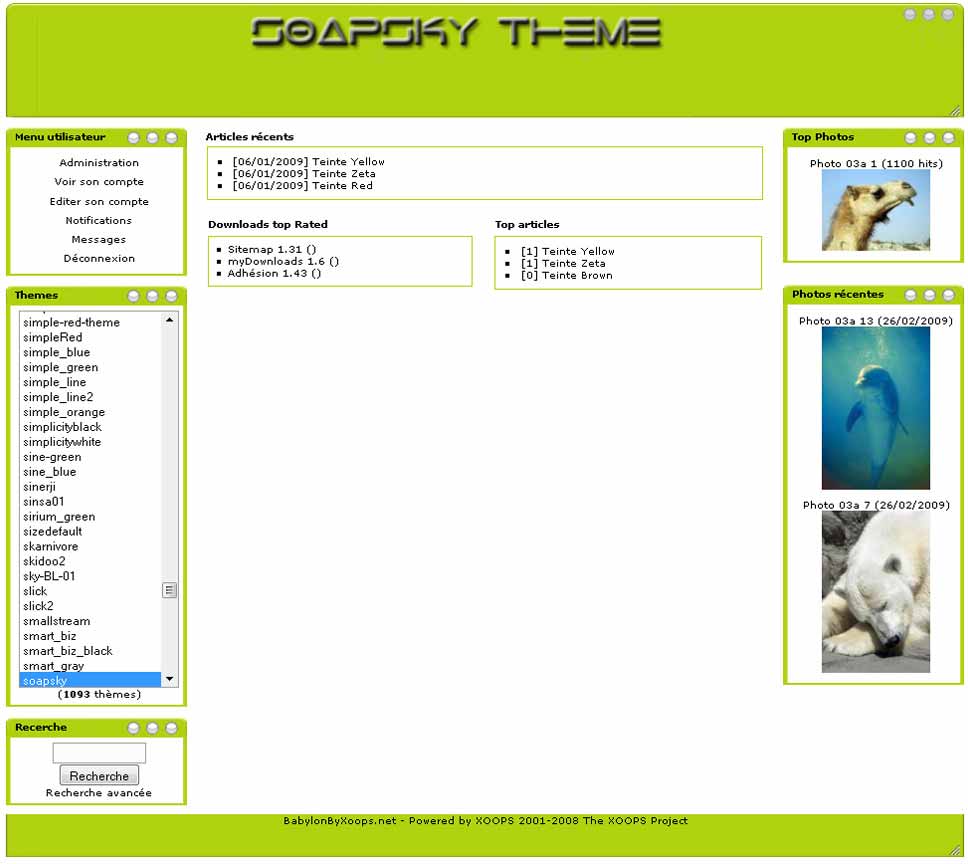 SOAPSKY THEME
Menu utilisateur
Administration
Voir son compte
Editer son compte
Notifications
Messages
Déconnexion
Themes
simple-red-theme
simpleRed
simple_blue
simple_green
simple_line
simple_line2
simple_orange
simplicityblack
simplicitywhite
sine-green
sine_blue
sinerji
sinsa01
sirium_green
sizedefault
skarnivore
skidoo2
sky-BL-01
slick
slick2
smallstream
smart_biz
smart_biz_black
smart_gray
soapsky
(1093 thèmes)
Recerche
Recherche
Recherche avancée
Articles récents
[06/01/2009] Teinte Yellow
[06/01/2009] Teinte Zeta
[06/01/2009] Teinte Red
Downloads top Rated
Sitemap 1.31 ()
myDownloads 1.6 ()
Adhésion 1.43 ()
Top articles
[1] Teinte Yellow
[1] Teinte Zeta
[0] Teinte Brown
Top Photos
Photo 03a 1 (1100 hits)
Photos récentes
Photo 03a 13 (26/02/2009)
Photo 03a 7 (26/02/2009)
BabylonByXoops.net - Powered by XOOPS 2001-2008 The XOOPS Project